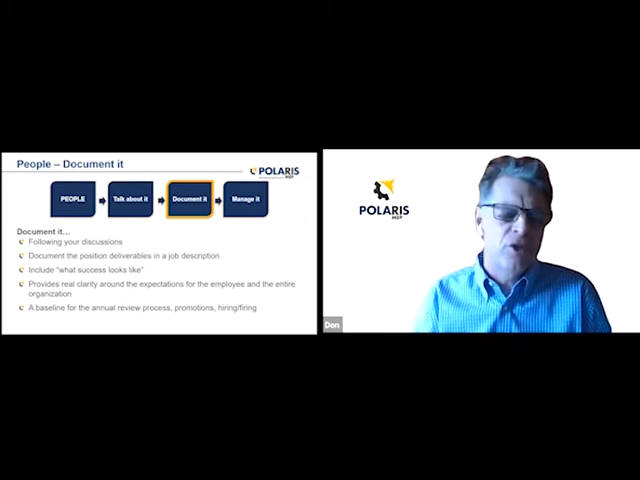 People – Document it
POLARIS
MEP
PEOPLE
Talk about it
Document it
Manage it
Document it…
Following your discussions
Document the position deliverables in a job description
Include “what success looks like”
Provides real clarity around the expectations for the employee and the entire
organization
A baseline for the annual review process, promotions, hiring/firing
POLARIS
MEP
Don